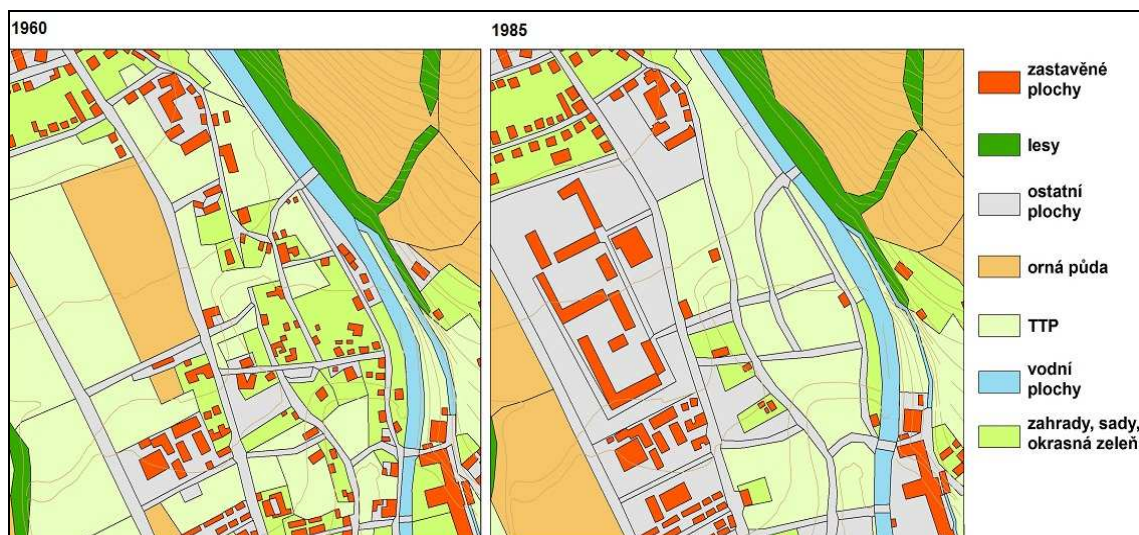 1960
1985
zastavěné
plochy
lesy
ostatní
plochy
orná půda
TTP
vodní
plochy
zahrady, sady,
okrasná zeleň